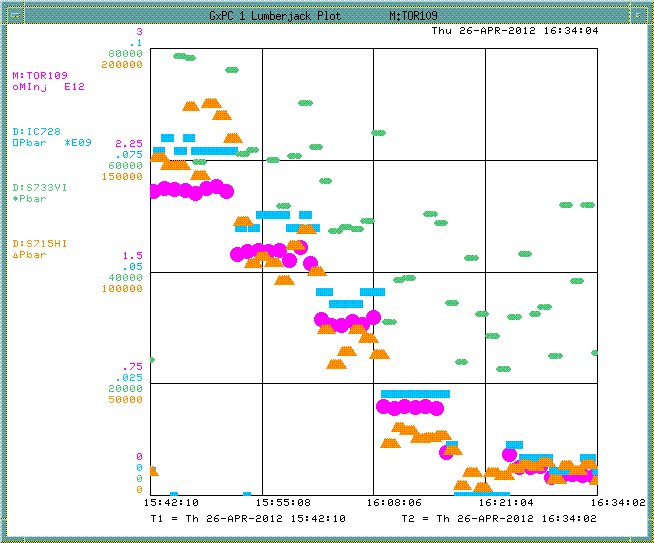 GxPC 1 Lumberjack Plot M:TOR109
Thu 26-APR-2012 16:34:04
3
.1
80000
200000
M:TOR109
oMInj E12
D:IC728
□Pbar *E09
2.25
.075
60000
150000
D:S733VI
◆Pbar
D:S715HI
△Pbar
1.5
.05
40000
100000
.75
.025
20000
50000
0
0
0
0
15:42:10 15:55:08 16:08:06 16:21:04 16:34:02
T1 = Th 26-APR-2012 15:42:10 T2 = Th 26-APR-2012 16:34:02